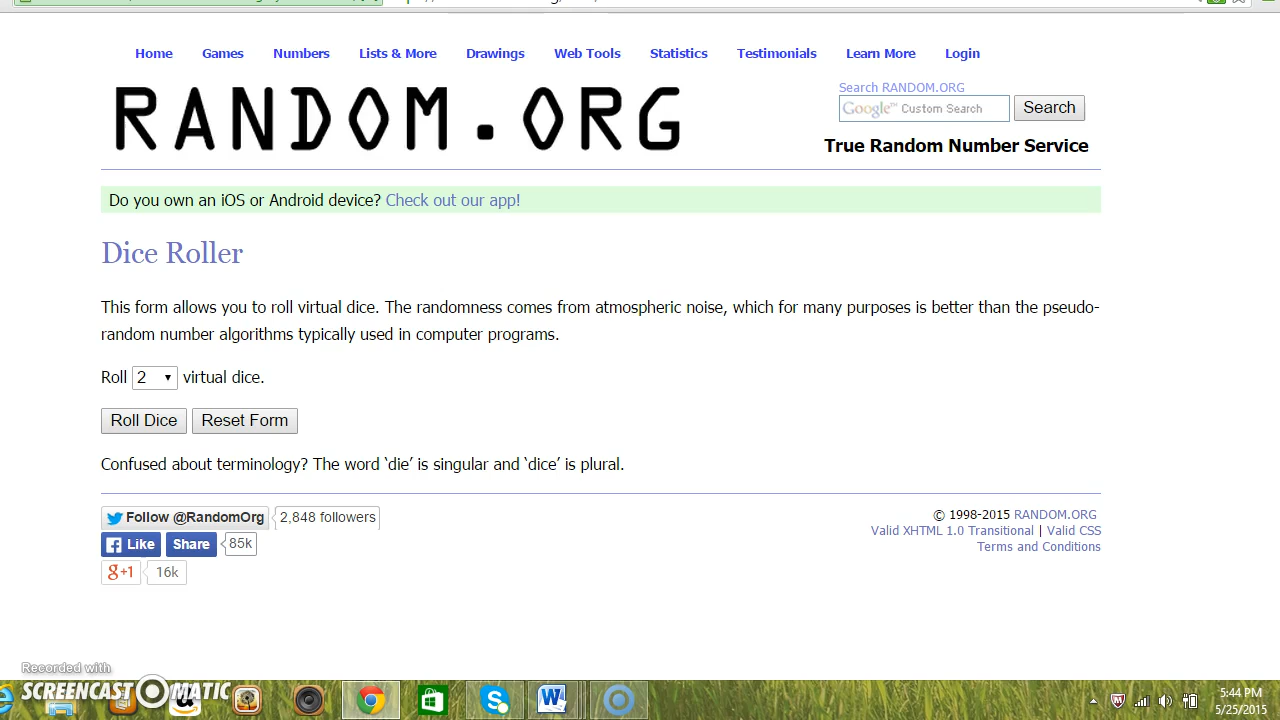 Home Games Numbers Lists & More Drawings Web Tools Statistics Testimonials Learn More Login
RANDOM.ORG
Search RANDOM.ORG
Google™ Custom Search Search
True Random Number Service
Do you own an iOS or Android device? Check out our app!
Dice Roller
This form allows you to roll virtual dice. The randomness comes from atmospheric noise, which for many purposes is better than the pseudo-
random number algorithms typically used in computer programs.
Roll 2 virtual dice.
Roll Dice Reset Form
Confused about terminology? The word ‘die’ is singular and ‘dice’ is plural.
Follow @RandomOrg 2,848 followers
Like Share 85k
g+1 16k
© 1998-2015 RANDOM.ORG
Valid XHTML 1.0 Transitional | Valid CSS
Terms and Conditions
Recorded with
SCREENCAST-O-MATIC
5:44 PM
5/25/2015